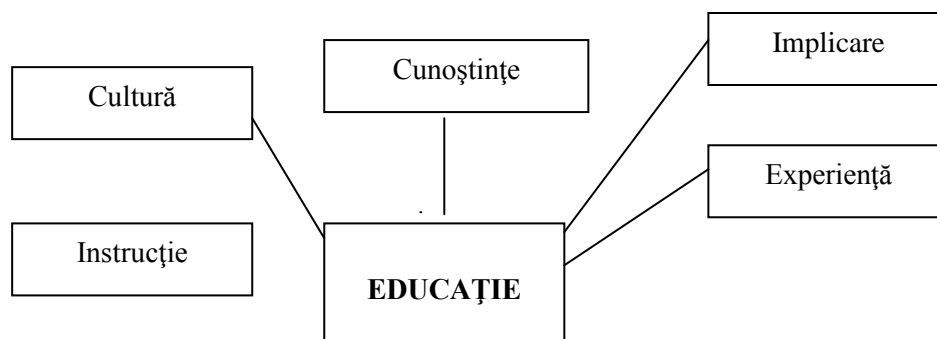 Implicare
Cunoştinţe
Cultură
Experienţă
Instrucţie
EDUCAŢIE